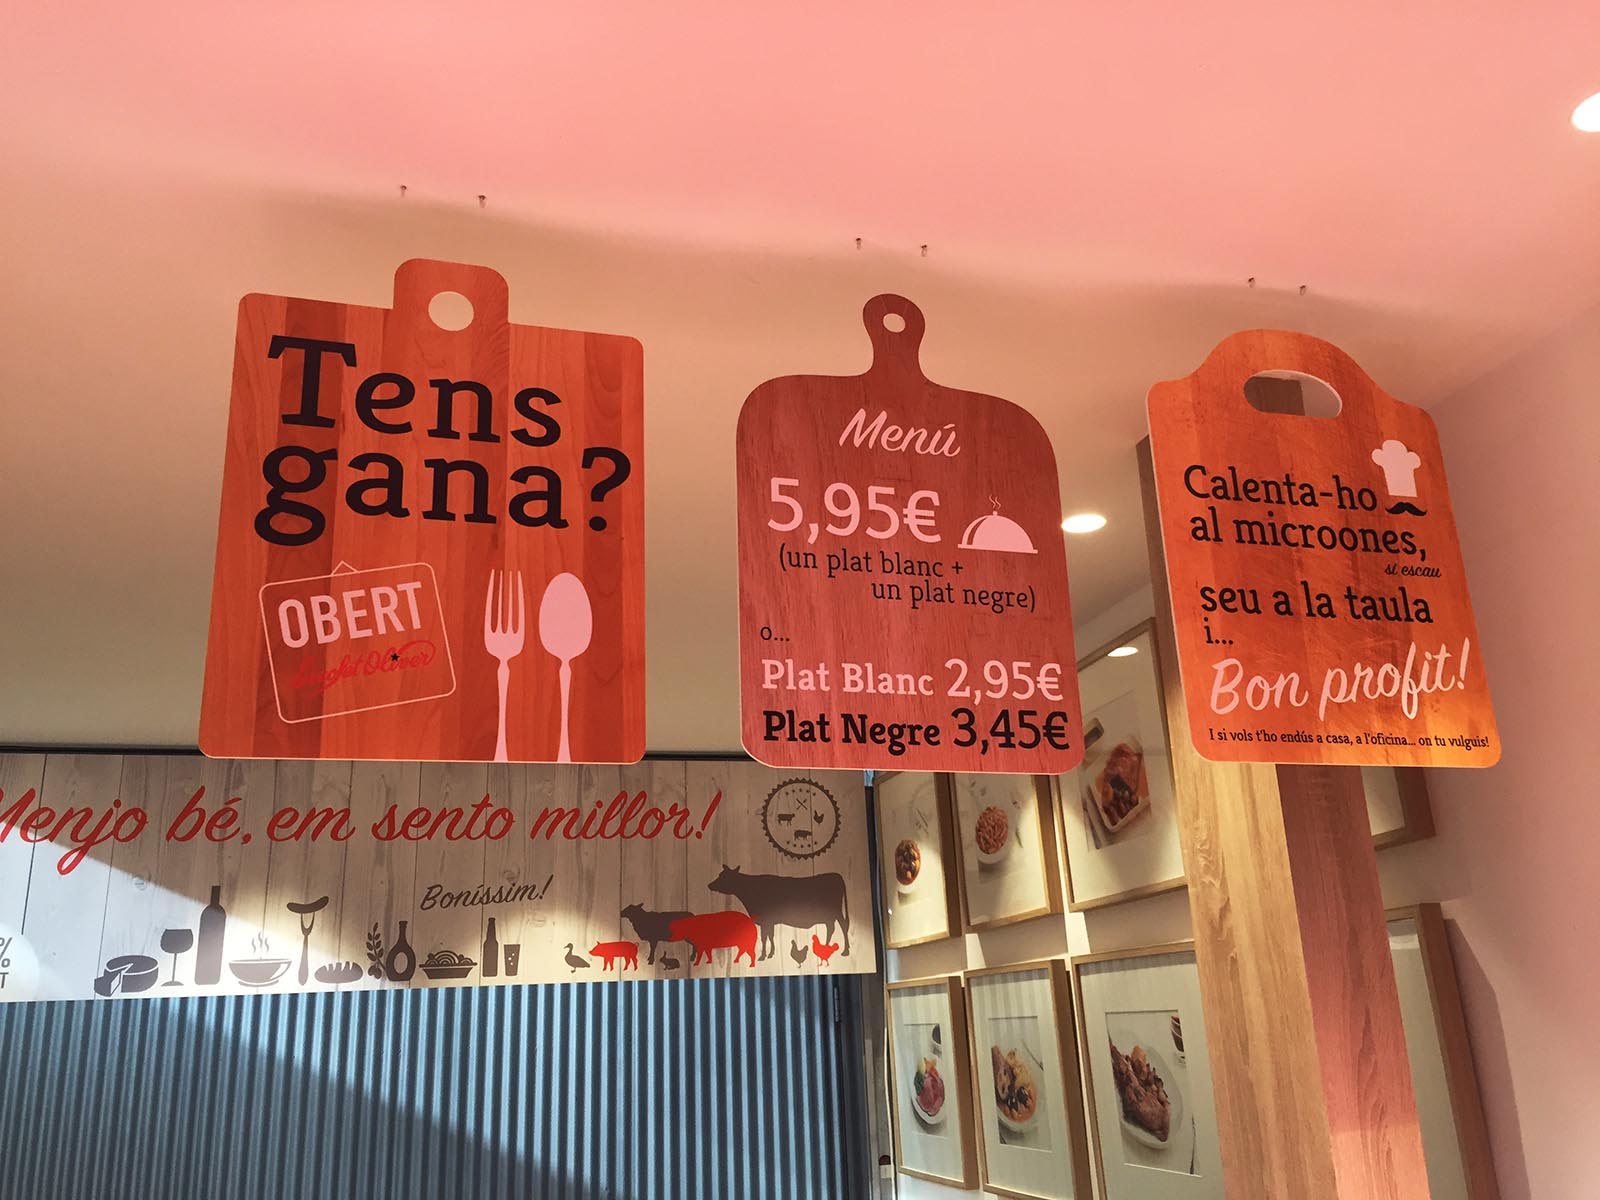 Tens
gana?
OBERT
buffet Oliver
Menú
5,95€
(un plat blanc +
un plat negre)
o...
Plat Blanc 2,95€
Plat Negre 3,45€
Calenta-ho
al microones,
si escau
seu a la taula
i...
Bon profit!
I si vols t'ho endús a casa, a l'oficina... on tu vulguis!
Menjo bé, em sento millor!
Boníssim!
%
T